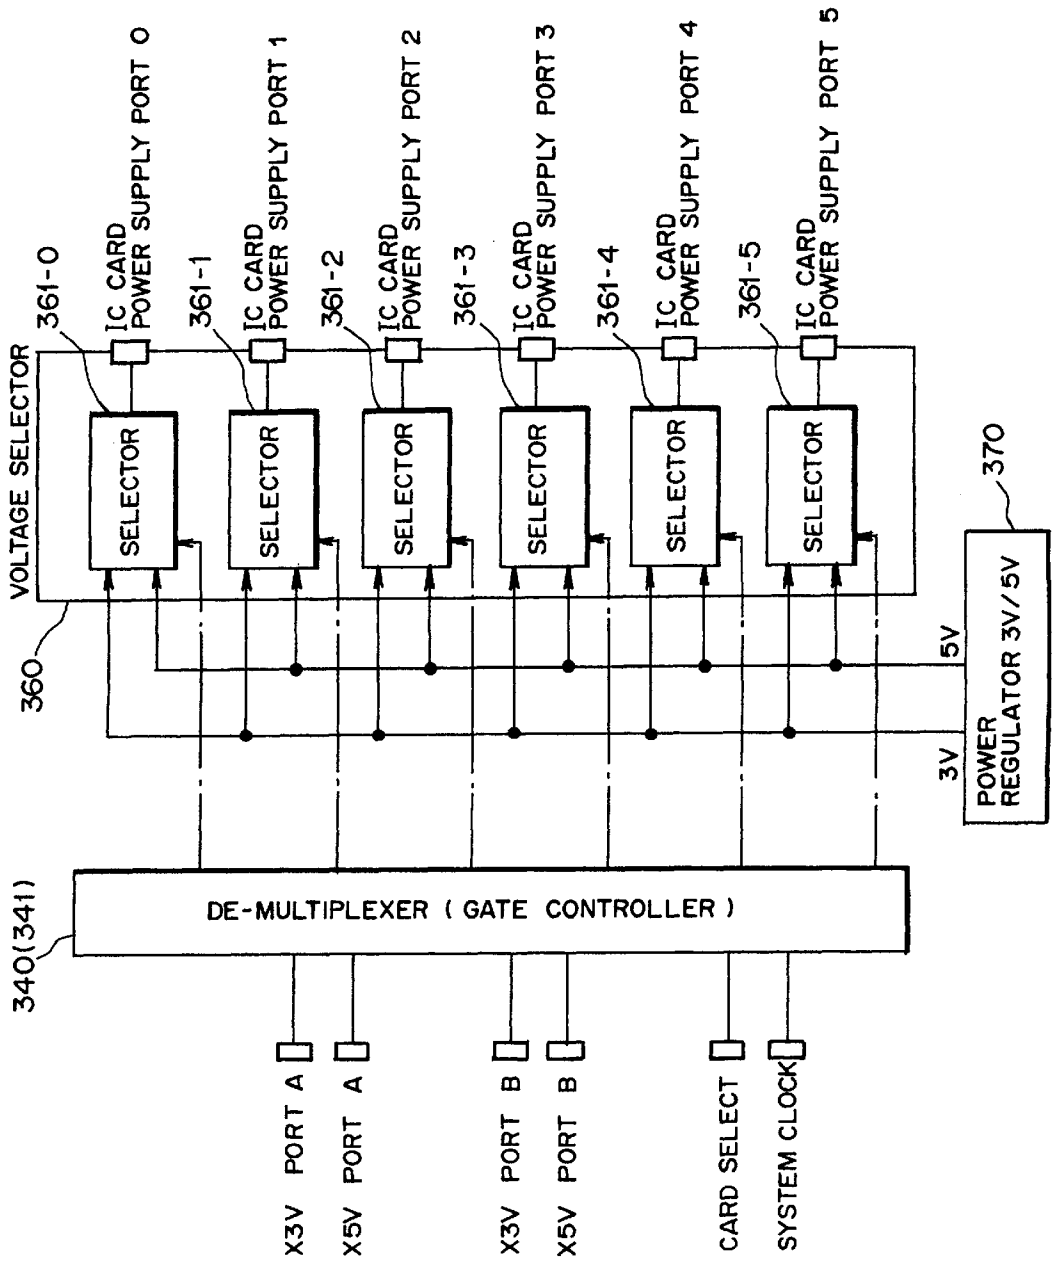 VOLTAGE SELECTOR
360
361-0
SELECTOR
IC CARD
POWER SUPPLY PORT 0
361-1
SELECTOR
IC CARD
POWER SUPPLY PORT 1
361-2
SELECTOR
IC CARD
POWER SUPPLY PORT 2
361-3
SELECTOR
IC CARD
POWER SUPPLY PORT 3
361-4
SELECTOR
IC CARD
POWER SUPPLY PORT 4
361-5
SELECTOR
IC CARD
POWER SUPPLY PORT 5
3V
5V
370
POWER
REGULATOR 3V/5V
340(341)
DE-MULTIPLEXER (GATE CONTROLLER)
X3V PORT A
X5V PORT A
X3V PORT B
X5V PORT B
CARD SELECT
SYSTEM CLOCK